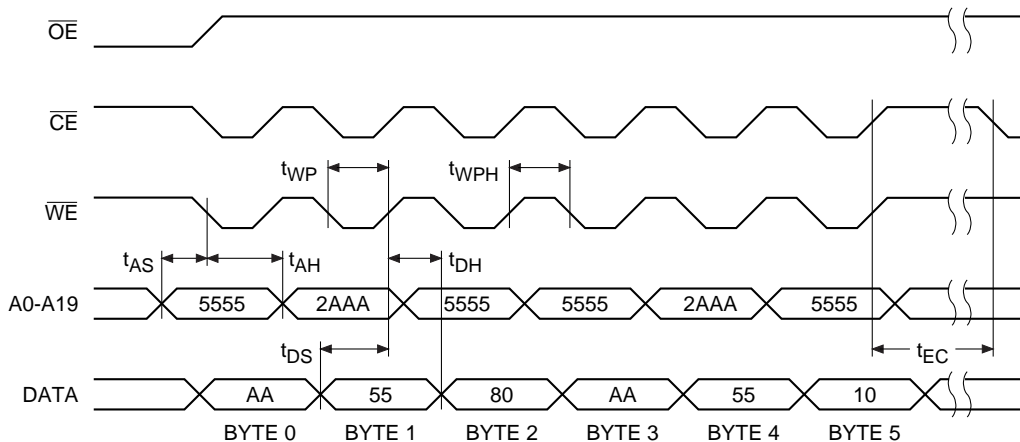 OE
CE
tWP
tWPH
WE
tAS
tAH
tDH
A0-A19
5555
2AAA
5555
5555
2AAA
5555
tDS
tEC
DATA
AA
55
80
AA
55
10
BYTE 0
BYTE 1
BYTE 2
BYTE 3
BYTE 4
BYTE 5